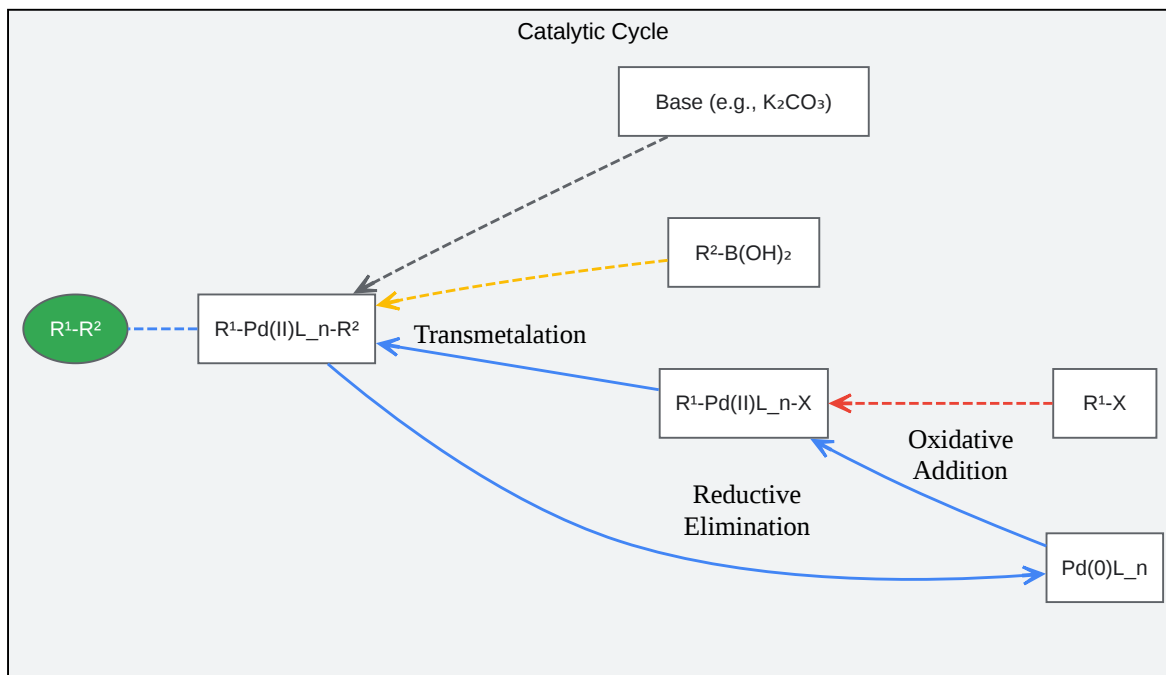 Catalytic Cycle
Base (e.g., K₂CO₃)
R²-B(OH)₂
R¹-R²
R¹-Pd(II)L_n-R²
Transmetalation
R¹-Pd(II)L_n-X
R¹-X
Oxidative
Addition
Reductive
Elimination
Pd(0)L_n